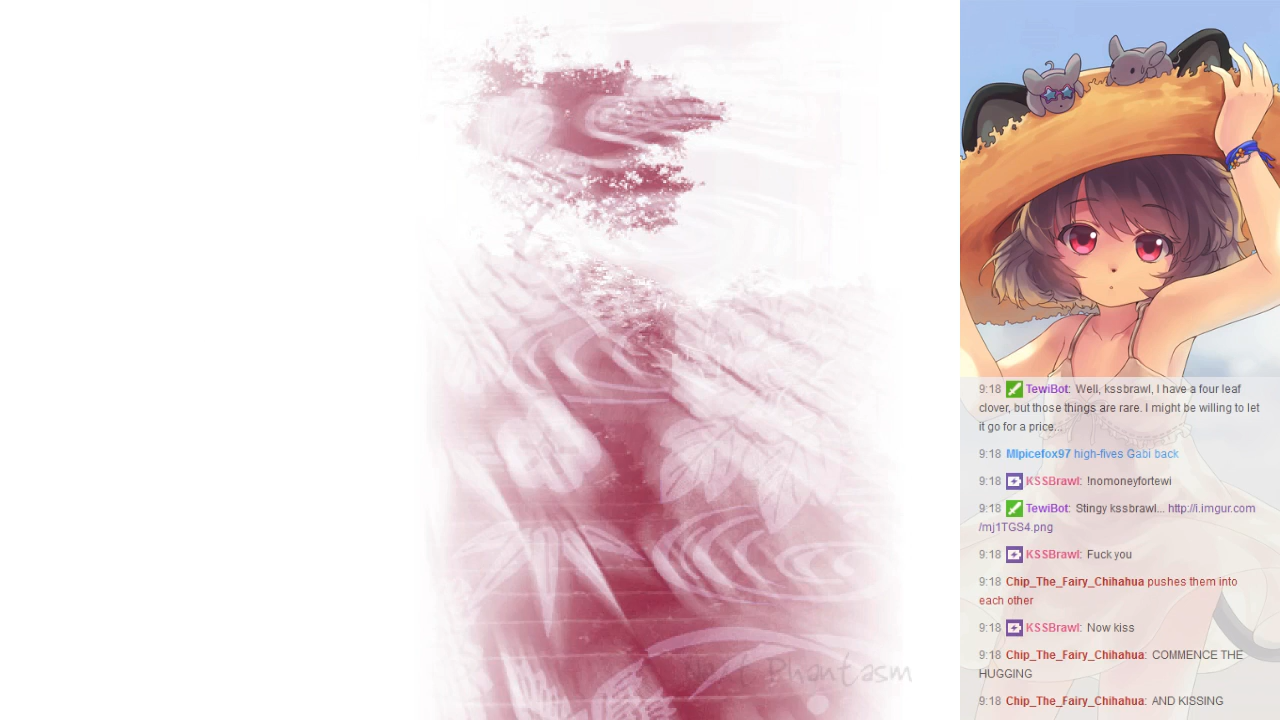 9:18 TewiBot: Well, kssbrawl, I have a four leaf
clover, but those things are rare. I might be willing to let
it go for a price...
9:18 MIpicefox97 high-fives Gabi back
9:18 KSSBrawl: !nomoneyfortewi
9:18 TewiBot: Stingy kssbrawl... http://i.imgur.com
/mj1TGS4.png
9:18 KSSBrawl: Fuck you
9:18 Chip_The_Fairy_Chihahua pushes them into
each other
9:18 KSSBrawl: Now kiss
9:18 Chip_The_Fairy_Chihahua: COMMENCE THE
HUGGING
9:18 Chip_The_Fairy_Chihahua: AND KISSING
Phantasm